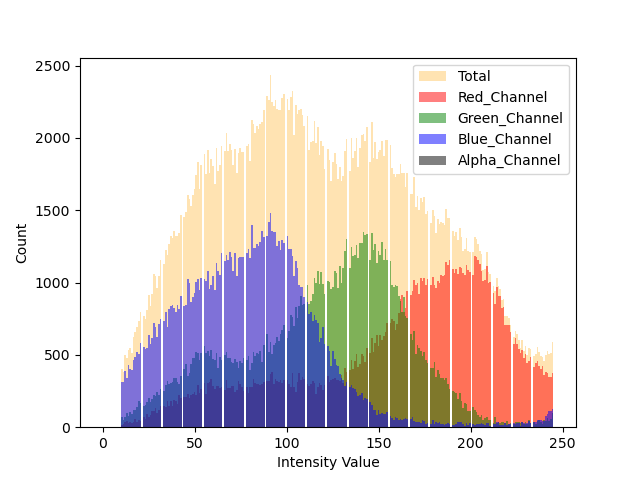 2500
2000
1500
1000
500
0
Count
0 50 100 150 200 250
Intensity Value
Total
Red_Channel
Green_Channel
Blue_Channel
Alpha_Channel